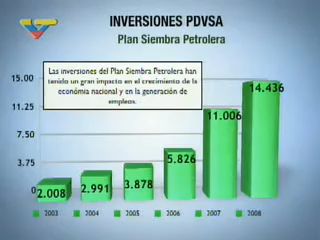 INVERSIONES PDVSA
Plan Siembra Petrolera
15.00
Las inversiones del Plan Siembra Petrolera han
tenido un gran impacto en el crecimiento de la
económia nacional y en la generación de
empleos.
14.436
11.25
11.006
7.50
5.826
3.75
3.878
2.991
2.008
0
2003 2004 2005 2006 2007 2008